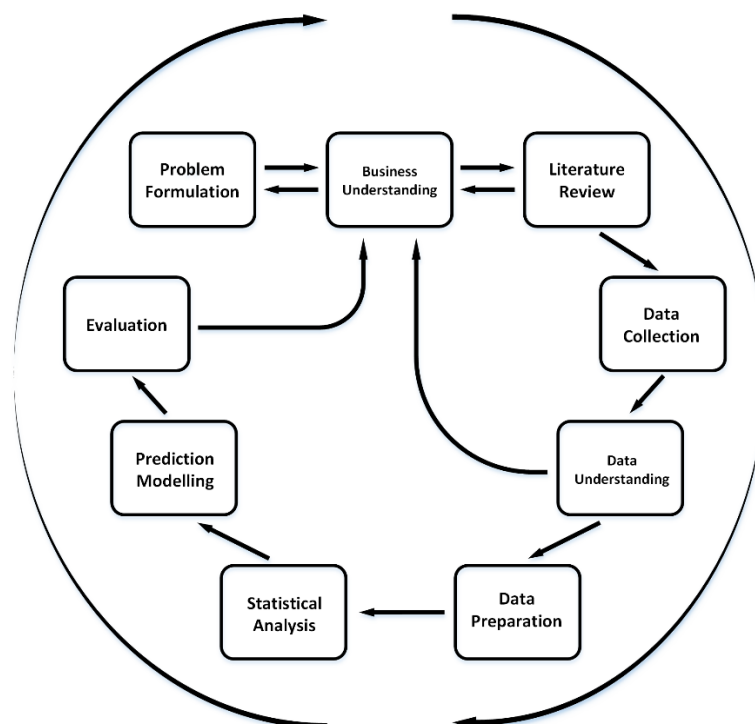 Problem
Formulation
Business
Understanding
Literature
Review
Evaluation
Data
Collection
Prediction
Modelling
Data
Understanding
Statistical
Analysis
Data
Preparation